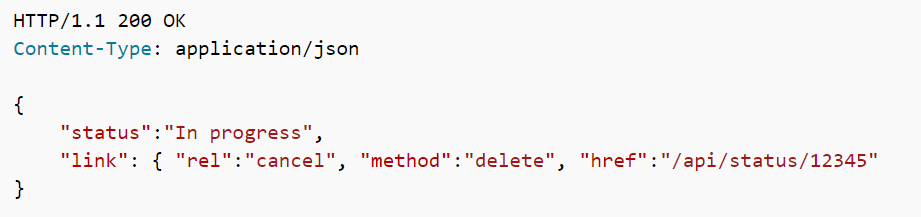 HTTP/1.1 200 OK
Content-Type: application/json

{
    "status":"In progress",
    "link": { "rel":"cancel", "method":"delete", "href":"/api/status/12345"
}